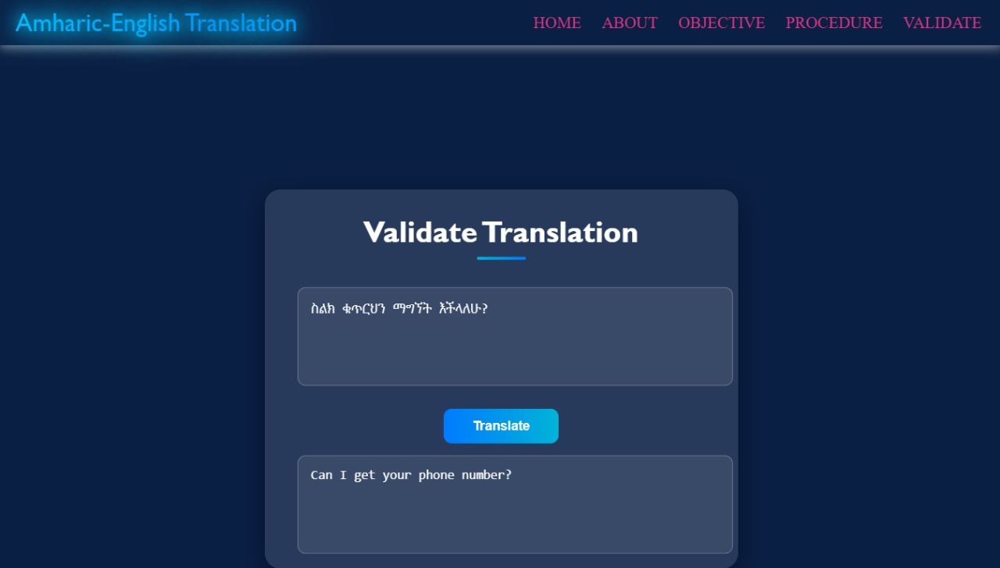 Amharic-English Translation
HOME ABOUT OBJECTIVE PROCEDURE VALIDATE
Validate Translation
ስልክ ቁጥርህን ማግኘት እችላለሁ?
Translate
Can I get your phone number?